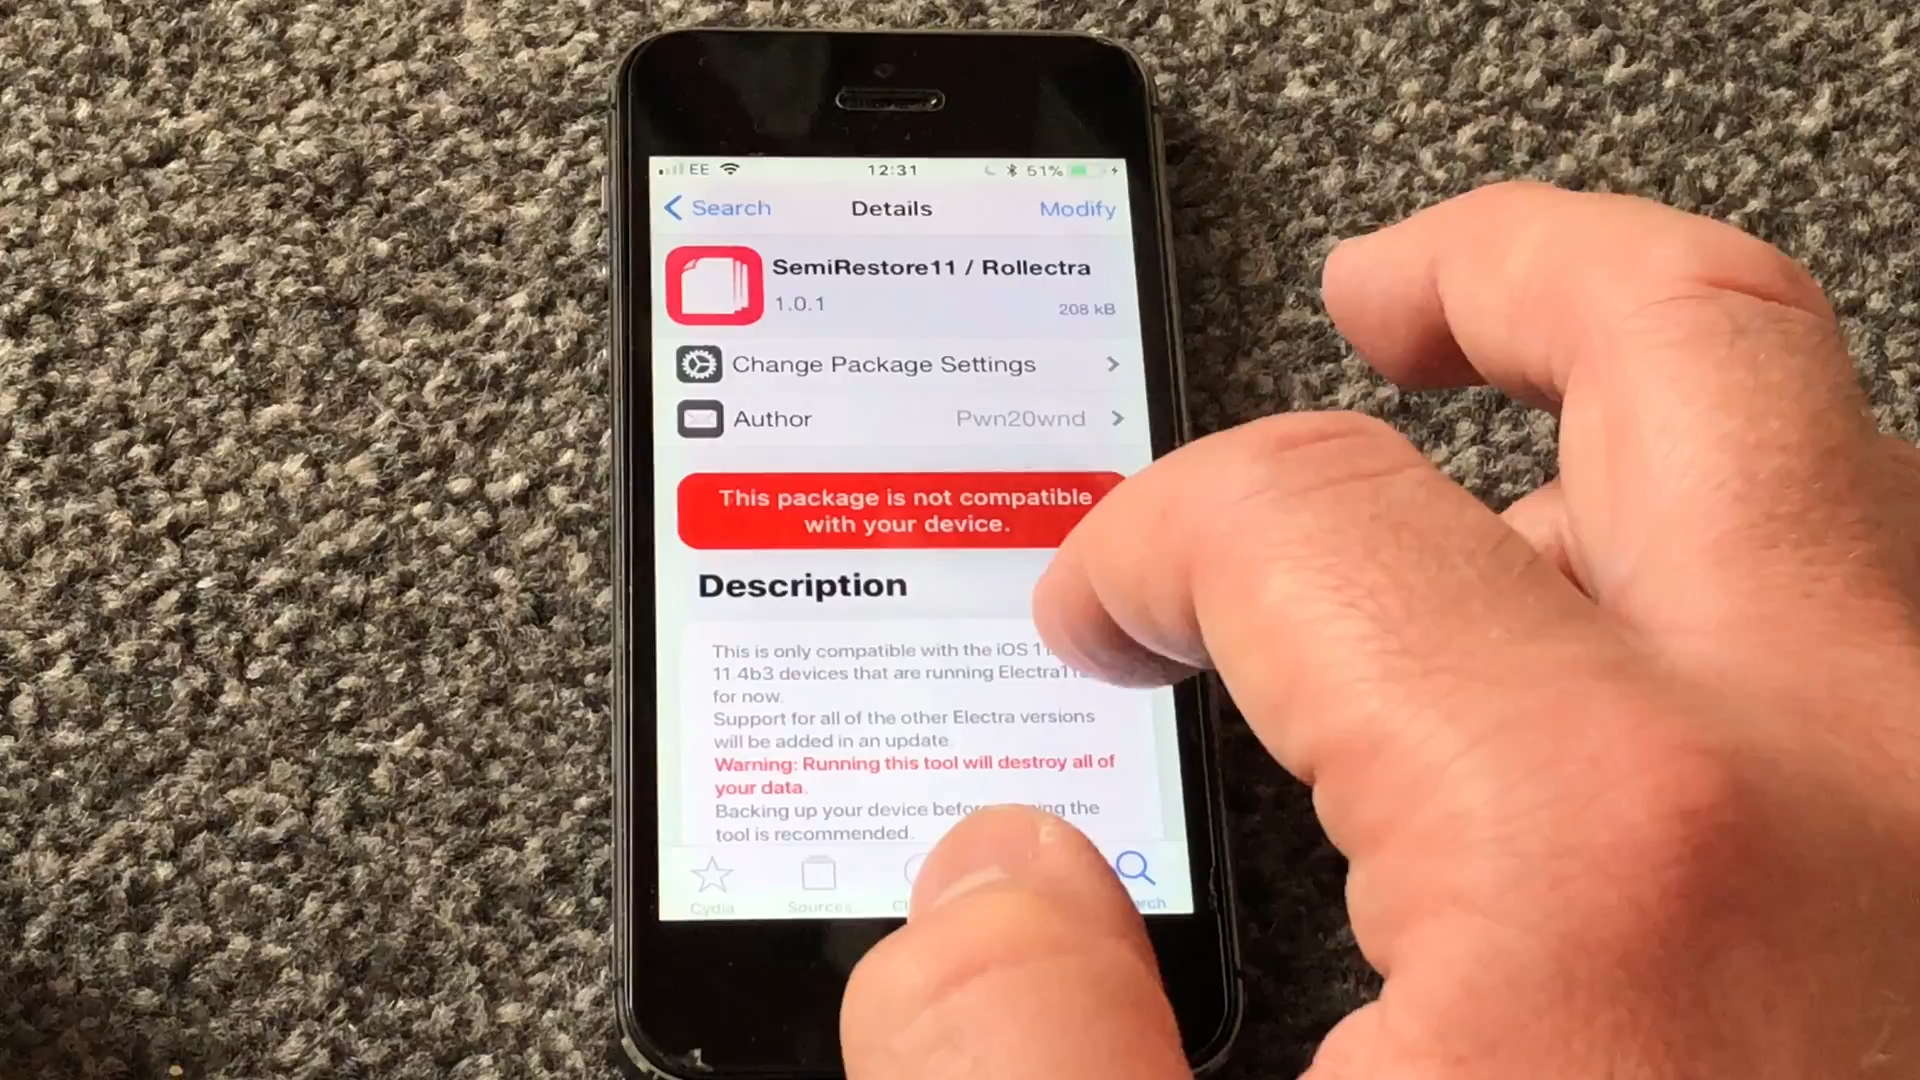 EE 12:31 51%
Search Details Modify
SemiRestore11 / Rollectra
1.0.1 208 kB
Change Package Settings
Author Pwn20wnd
This package is not compatible
with your device.
Description
This is only compatible with the iOS
11.4b3 devices that are running
for now.
Support for all of the other Electra versions
will be added in an update.
Warning: Running this tool will destroy all of
your data.
Backing up your device the
tool is recommended.
Cydia Sources